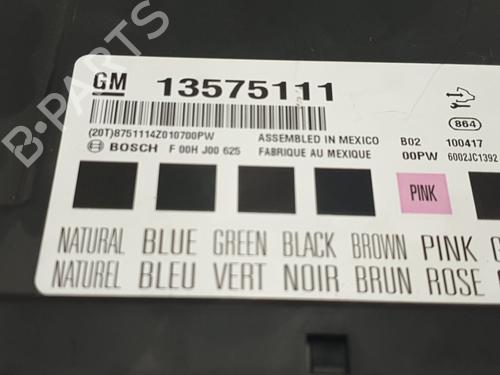 GM 13575111
(20T)8751114Z010700PW
BOSCH F 00H J00 625
ASSEMBLED IN MEXICO
FABRIQUE AU MEXIQUE
B02 100417
00PW 6002JC1392
864
PINK
NATURAL BLUE GREEN BLACK BROWN PINK
NATUREL BLEU VERT NOIR BRUN ROSE
B-PARTS